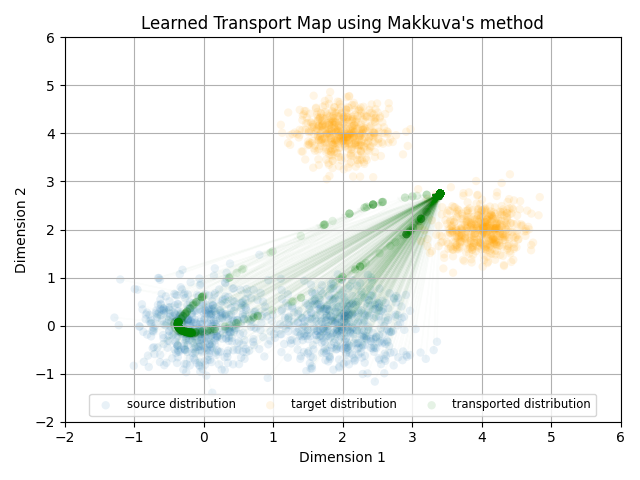 Learned Transport Map using Makkuva's method
6
5
4
3
2
1
0
−1
−2
Dimension 2
source distribution target distribution transported distribution
−2 −1 0 1 2 3 4 5 6
Dimension 1